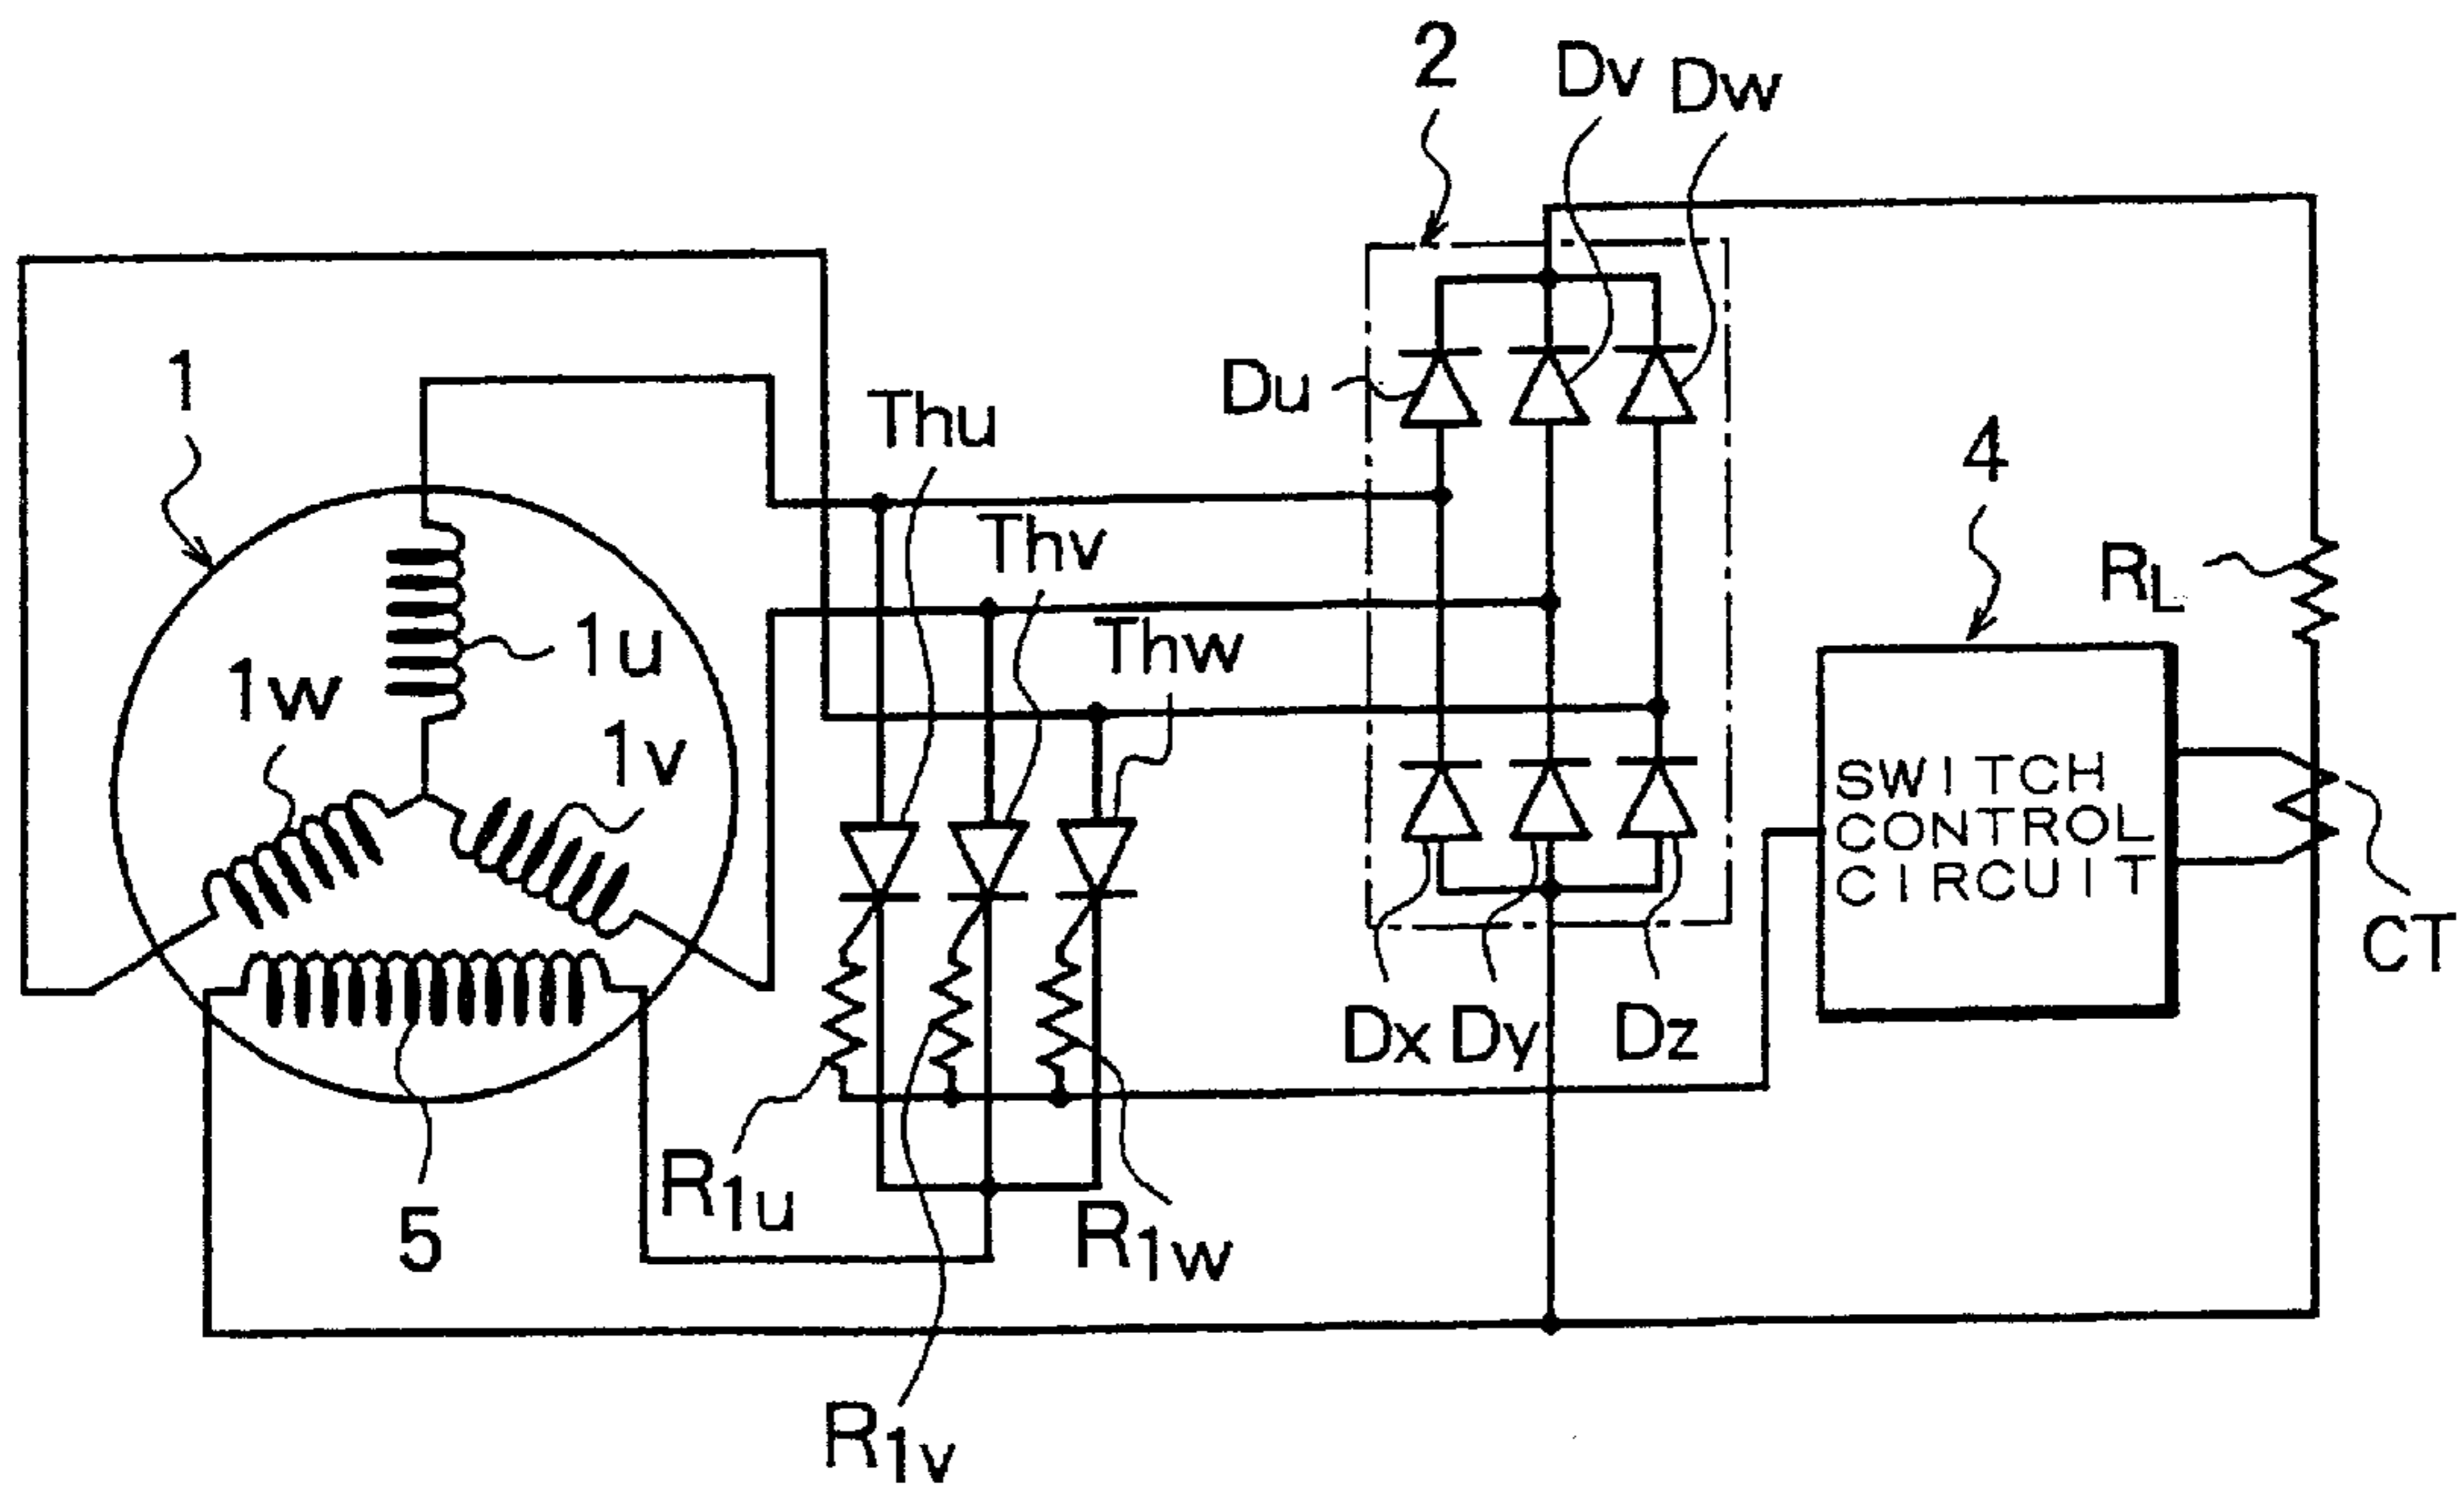 2
Dv
Dw
1
Du
Thu
4
Thv
RL
1u
Thw
1w
1v
SWITCH
CONTROL
CIRCUIT
CT
Dx
Dy
Dz
R1u
5
R1w
R1v